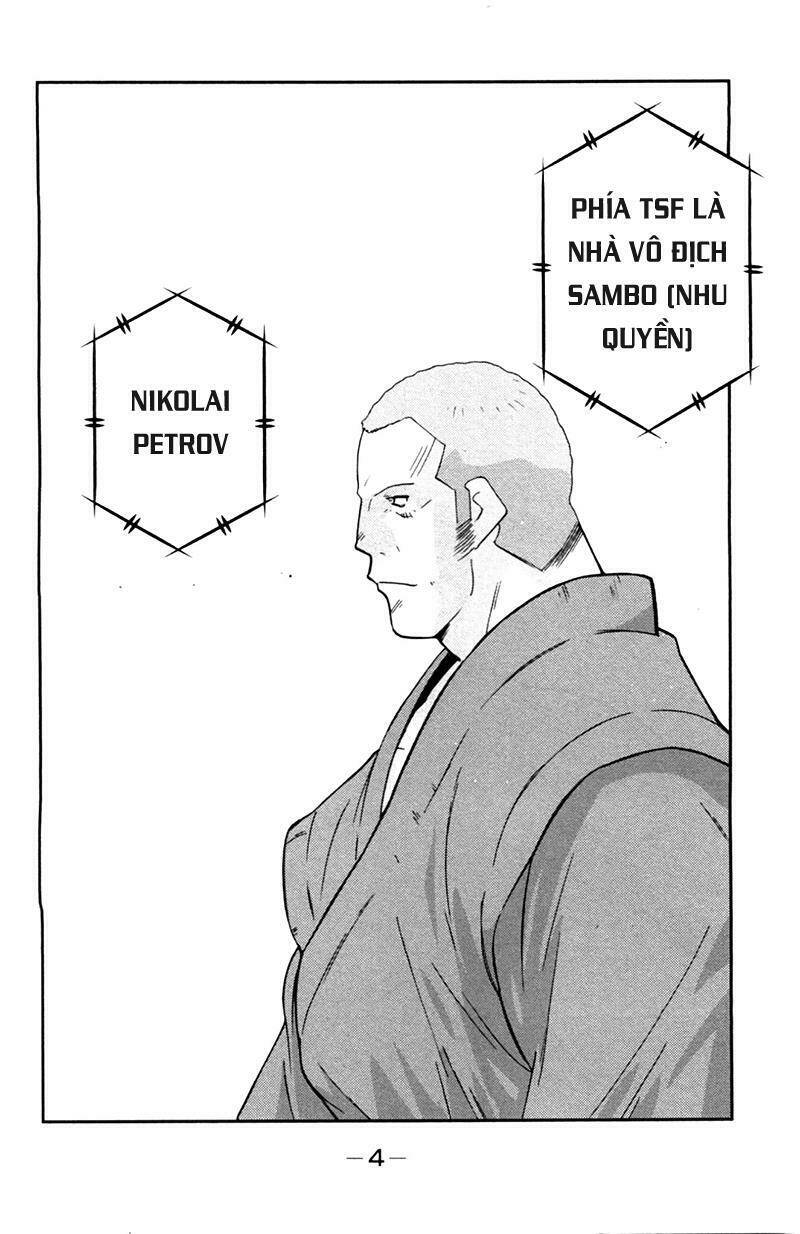 PHÍA TSF LÀ
NHÀ VÔ ĐỊCH
SAMBO (NHU
QUYỀN)
NIKOLAI
PETROV
—4—